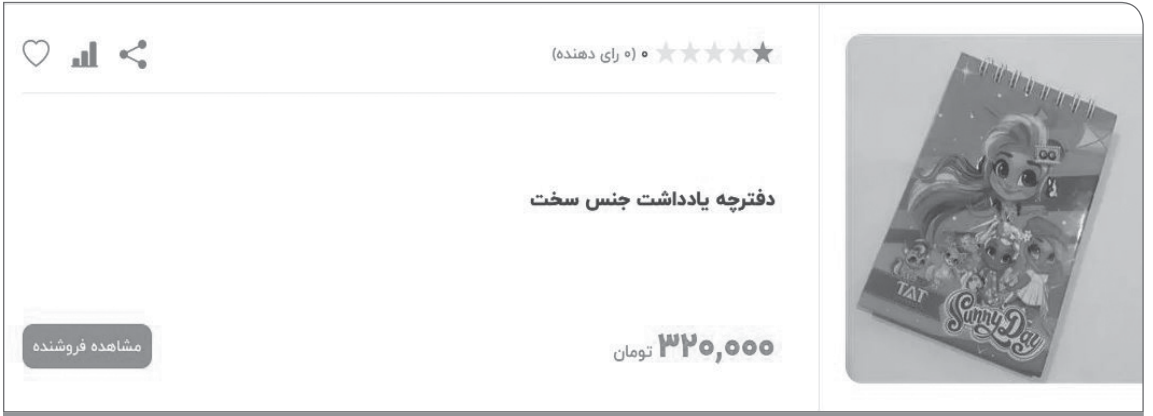 ۰ (۰ رای دهنده)
دفترچه یادداشت جنس سخت
۳۲۰,۰۰۰ تومان
مشاهده فروشنده
TAT
Sunny Day